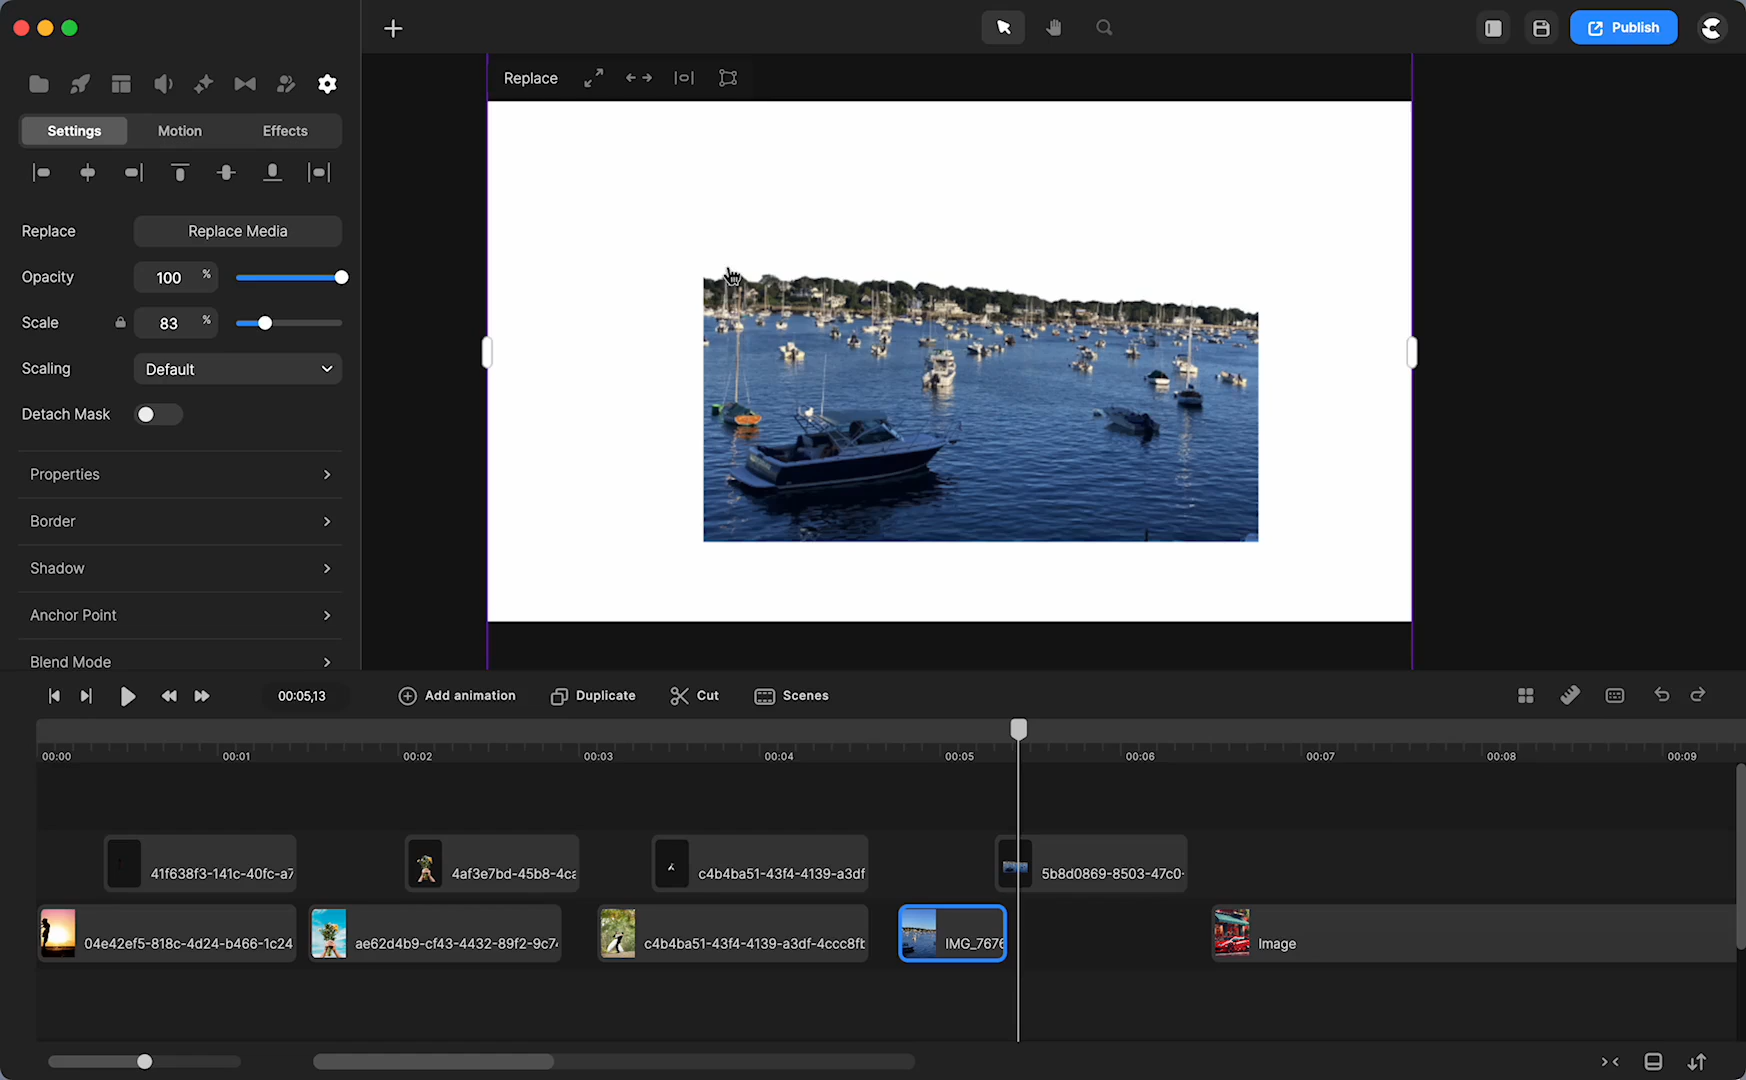 Publish
Replace
Settings
Motion
Effects
Replace
Replace Media
Opacity
100 %
Scale
83 %
Scaling
Default
Detach Mask
Properties
Border
Shadow
Anchor Point
Blend Mode
00:05,13
Add animation
Duplicate
Cut
Scenes
00:00
00:01
00:02
00:03
00:04
00:05
00:06
00:07
00:08
00:09
41f638f3-141c-40fc-a7
4af3e7bd-45b8-4ca
c4b4ba51-43f4-4139-a3df
5b8d0869-8503-47c0-
04e42ef5-818c-4d24-b466-1c24
ae62d4b9-cf43-4432-89f2-9c7
c4b4ba51-43f4-4139-a3df-4ccc8fb
IMG_7676
Image